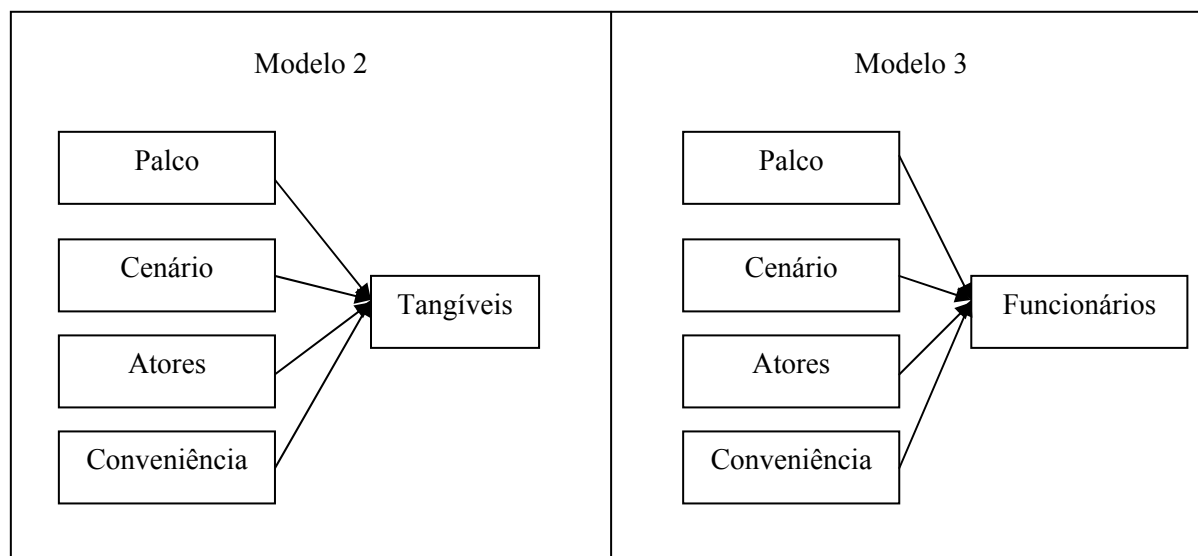 Modelo 2
Palco
Cenário
Tangíveis
Atores
Conveniência
Modelo 3
Palco
Cenário
Funcionários
Atores
Conveniência